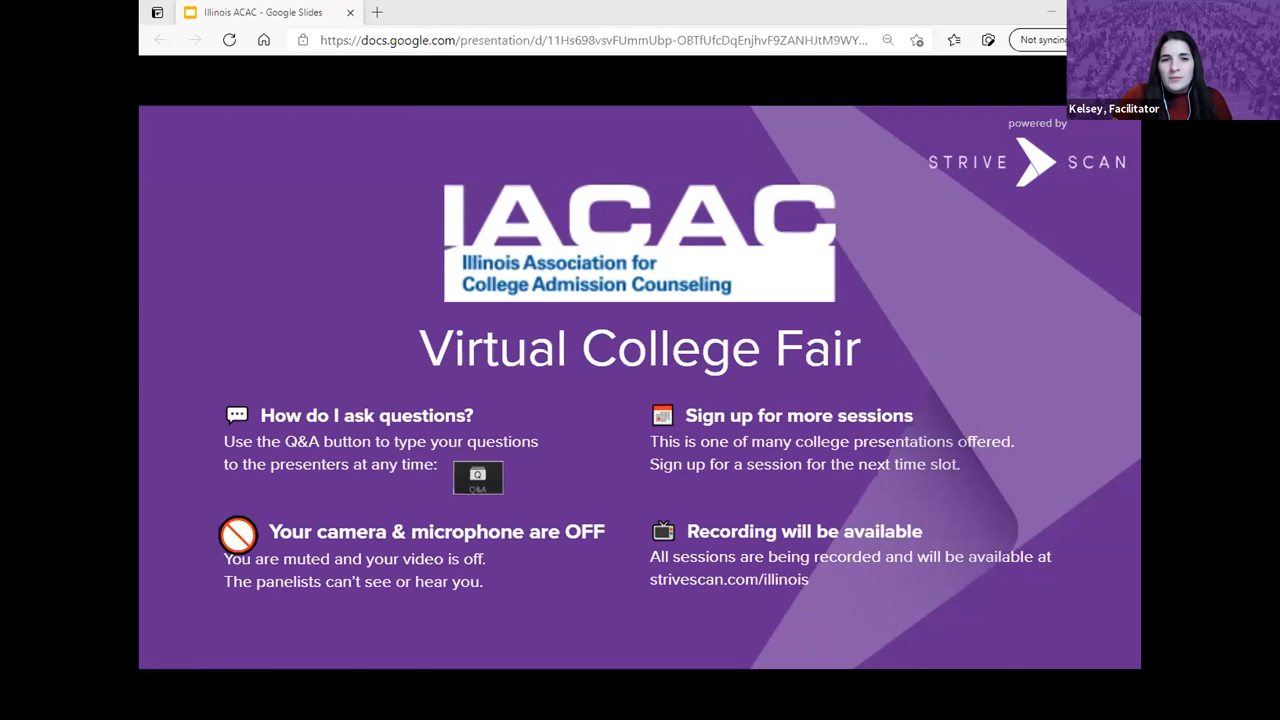 Illinois ACAC - Google Slides
https://docs.google.com/presentation/d/11Hs698vsvFUmmUbp-OBTfUfcDqEnjhvF9ZANHJtM9WY...
Not syncing
Kelsey, Facilitator
powered by
STRIVE SCAN
IACAC
Illinois Association for
College Admission Counseling
Virtual College Fair
How do I ask questions?
Use the Q&A button to type your questions
to the presenters at any time:
Q
Q&A
Sign up for more sessions
This is one of many college presentations offered.
Sign up for a session for the next time slot.
Your camera & microphone are OFF
You are muted and your video is off.
The panelists can't see or hear you.
Recording will be available
All sessions are being recorded and will be available at
strivescan.com/illinois